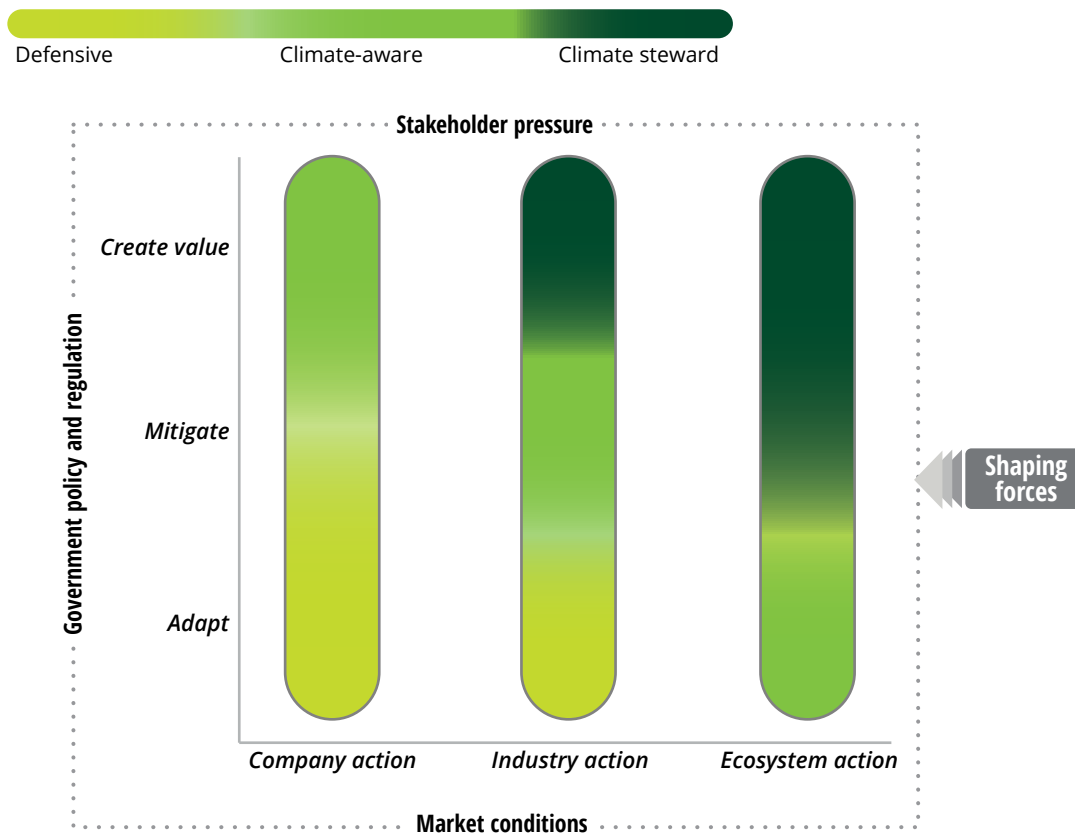 Defensive
Climate-aware
Climate steward
Stakeholder pressure
Government policy and regulation
Create value
Mitigate
Adapt
Shaping
forces
Company action
Industry action
Ecosystem action
Market conditions